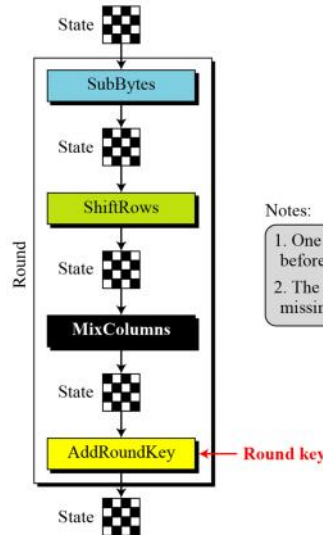 State
SubBytes
State
ShiftRows
State
Round
MixColumns
State
AddRoundKey
Round key
State
Notes:
1. One
before
2. The
missin